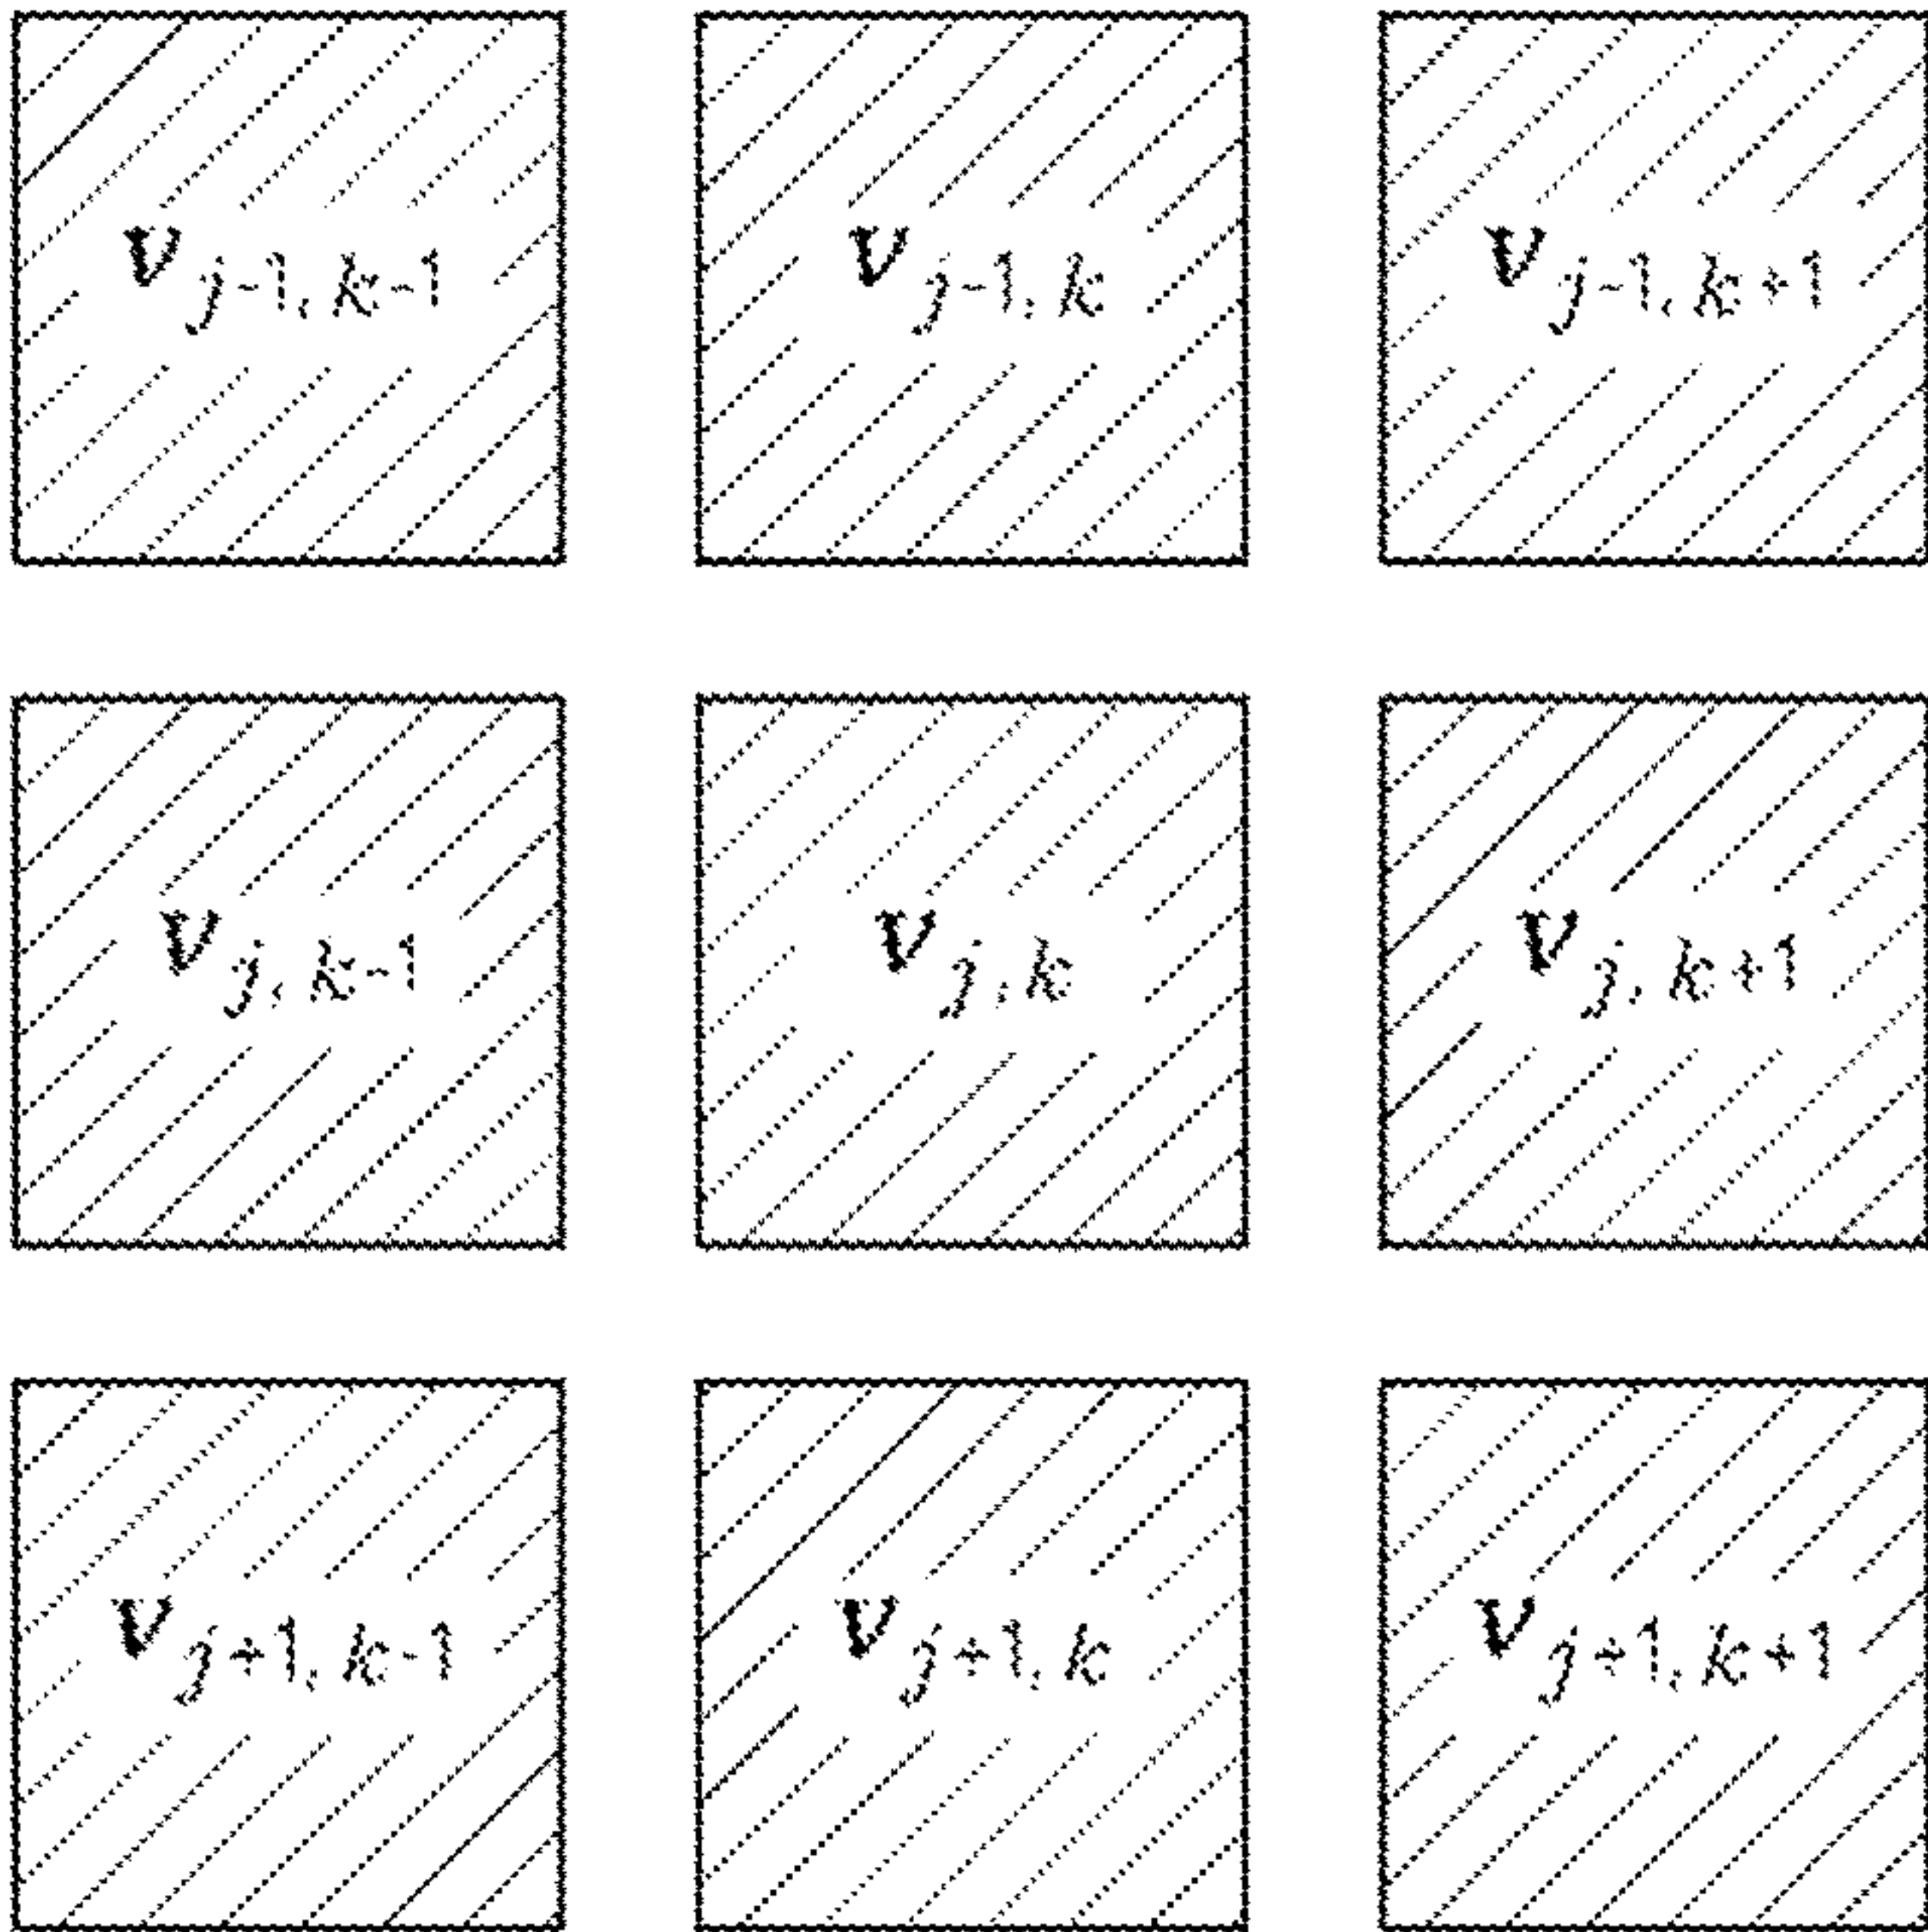 v j-1, k-1 v j-1, k v j-1, k+1
v j, k-1 v j, k v j, k+1
v j+1, k-1 v j+1, k v j+1, k+1